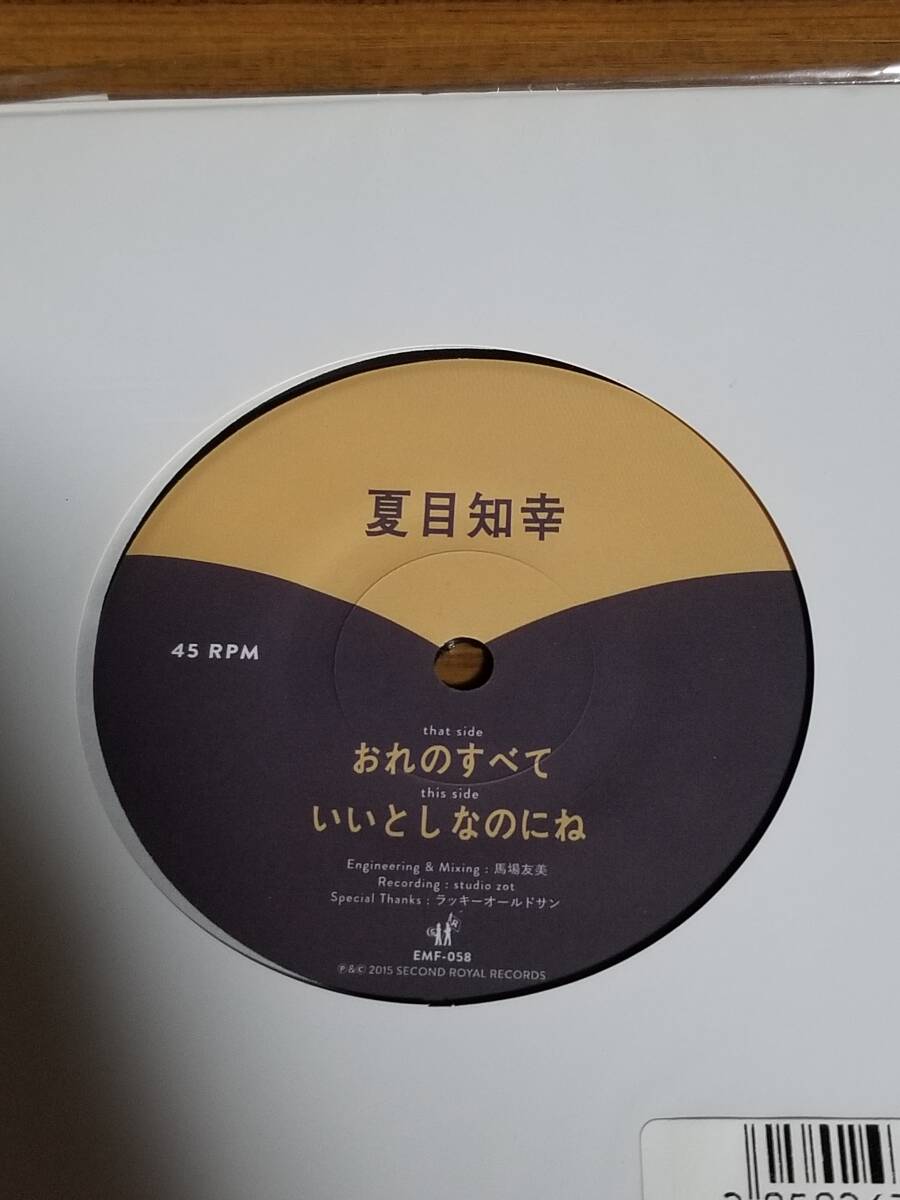 夏目知幸
45 RPM
that side
おれのすべて
this side
いいとしなのにね
Engineering & Mixing : 馬場友美
Recording : studio zot
Special Thanks : ラッキーオールドサン
EMF-058
Ⓟ&© 2015 SECOND ROYAL RECORDS